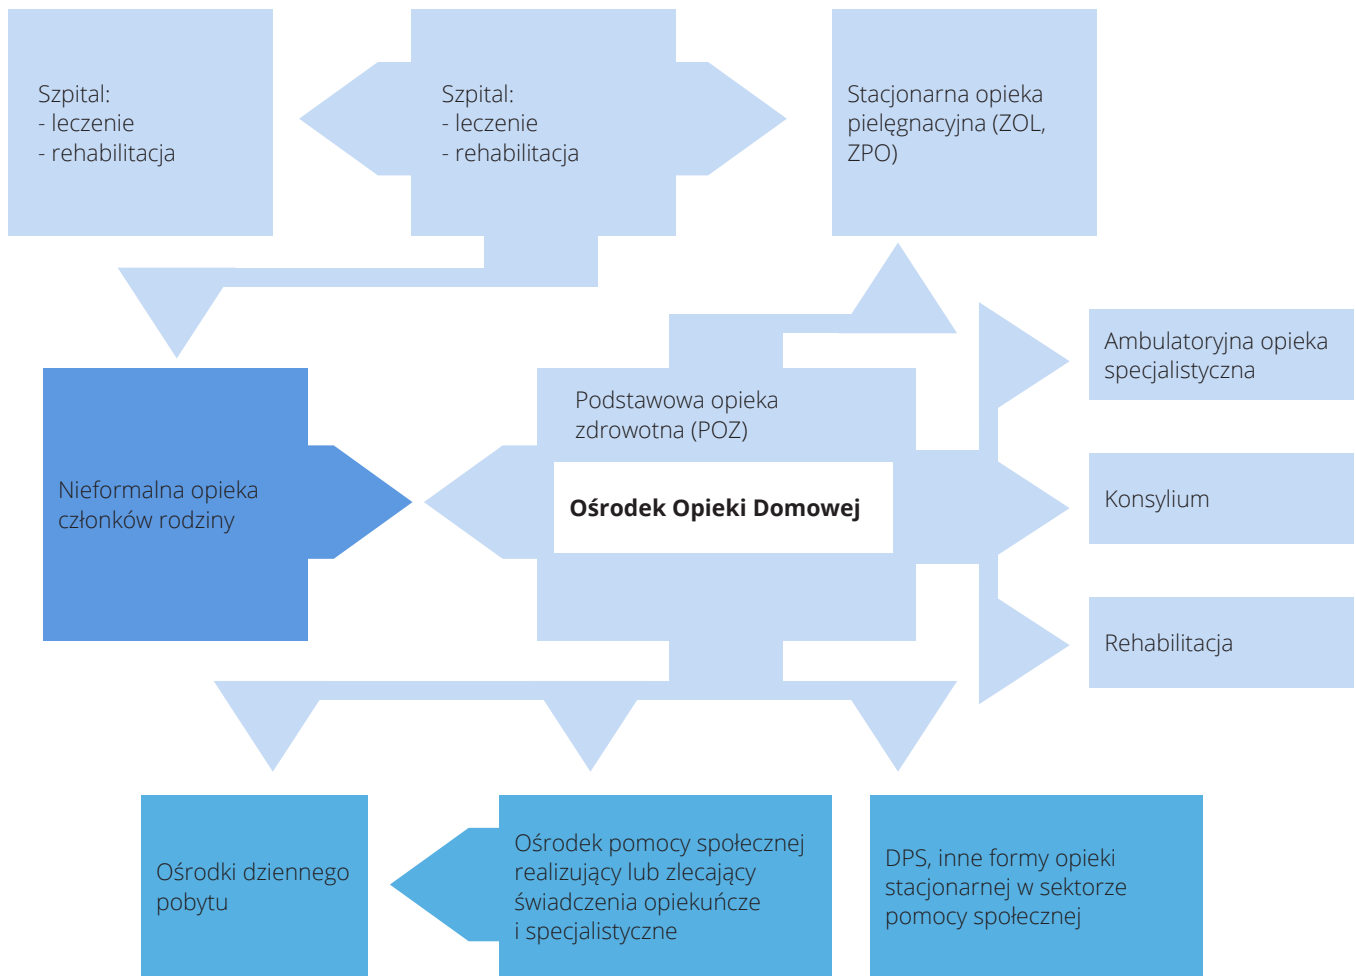 Szpital:
- leczenie
- rehabilitacja
Szpital:
- leczenie
- rehabilitacja
Stacjonarna opieka
pielęgnacyjna (ZOL,
ZPO)
Ambulatoryjna opieka
specjalistyczna
Podstawowa opieka
zdrowotna (POZ)
Nieformalna opieka
członków rodziny
Ośrodek Opieki Domowej
Konsylium
Rehabilitacja
Ośrodki dziennego
pobytu
Ośrodek pomocy społecznej
realizujący lub zlecający
świadczenia opiekuńcze
i specjalistyczne
DPS, inne formy opieki
stacjonarnej w sektorze
pomocy społecznej